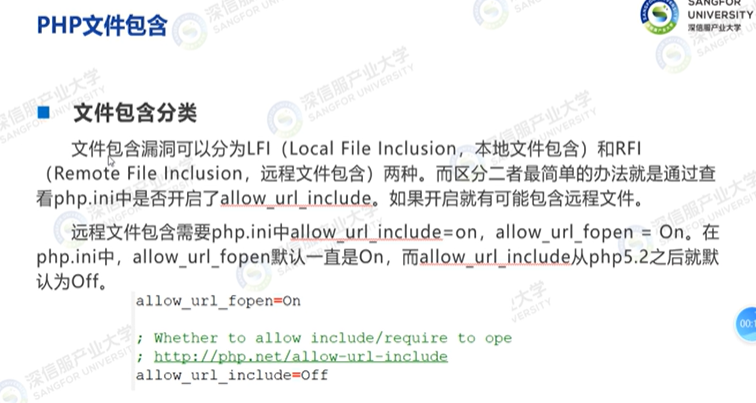 PHP文件包含
SANGFOR
UNIVERSITY
深信服产业大学
文件包含分类
文件包含漏洞可以分为LFI（Local File Inclusion，本地文件包含）和RFI
（Remote File Inclusion，远程文件包含）两种。而区分二者最简单的办法就是通过查
看php.ini中是否开启了allow_url_include。如果开启就有可能包含远程文件。
远程文件包含需要php.ini中allow_url_include=on，allow_url_fopen = On。在
php.ini中，allow_url_fopen默认一直是On，而allow_url_include从php5.2之后就默
认为Off。
allow_url_fopen=On
; Whether to allow include/require to ope
; http://php.net/allow-url-include
allow_url_include=Off
深信服产业大学
SANGFOR UNIVERSITY